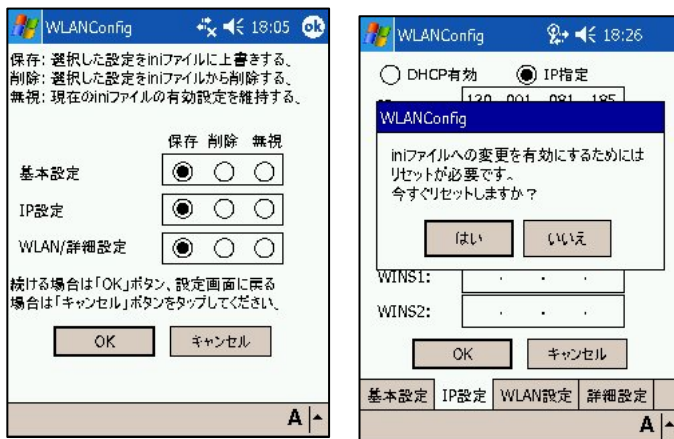 WLANConfig 18:05 ok
保存: 選択した設定をiniファイルに上書きする。
削除: 選択した設定をiniファイルから削除する。
無視: 現在のiniファイルの有効設定を維持する。
保存 削除 無視
基本設定
IP設定
WLAN/詳細設定
続ける場合は「OK」ボタン、設定画面に戻る
場合は「キャンセル」ボタンをタップしてください。
OK キャンセル
A
WLANConfig 18:26
DHCP有効 IP指定
WLANConfig
iniファイルへの変更を有効にするためには
リセットが必要です。
今すぐリセットしますか？
はい いいえ
WINS1: . . .
WINS2: . . .
OK キャンセル
基本設定 IP設定 WLAN設定 詳細設定
A